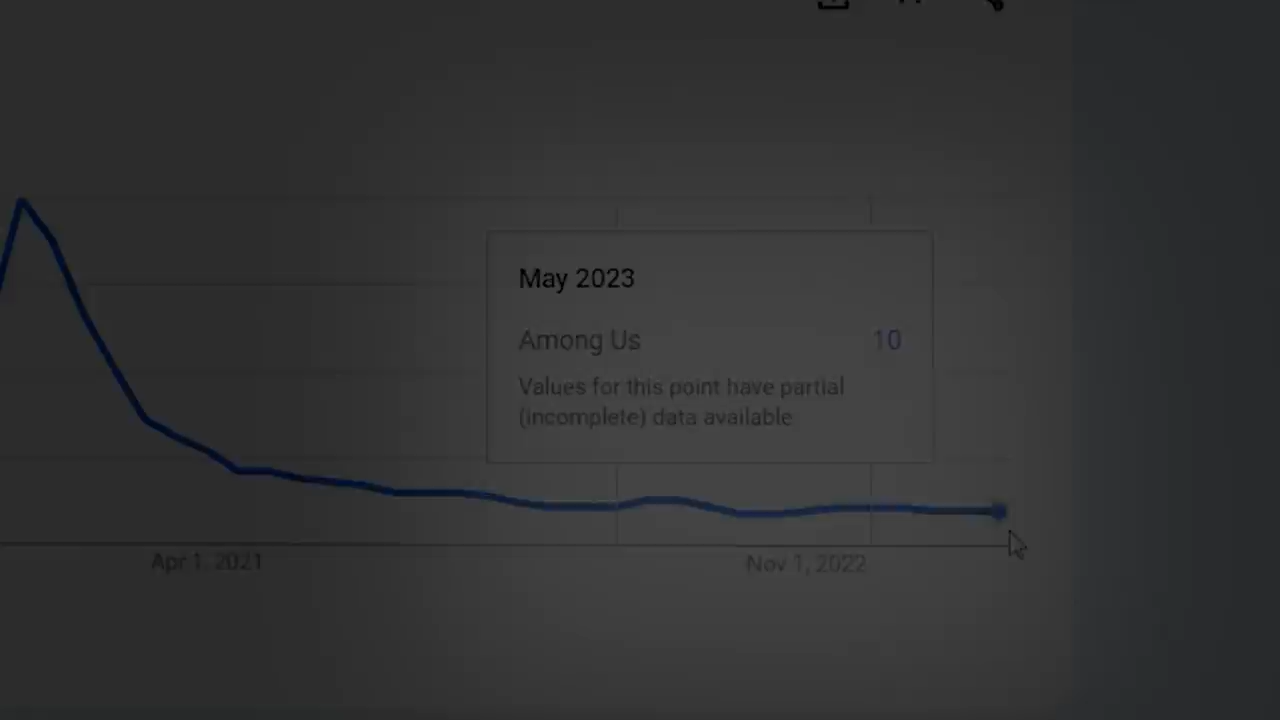 May 2023
Among Us 10
Values for this point have partial
(incomplete) data available
Apr 1, 2021
Nov 1, 2022